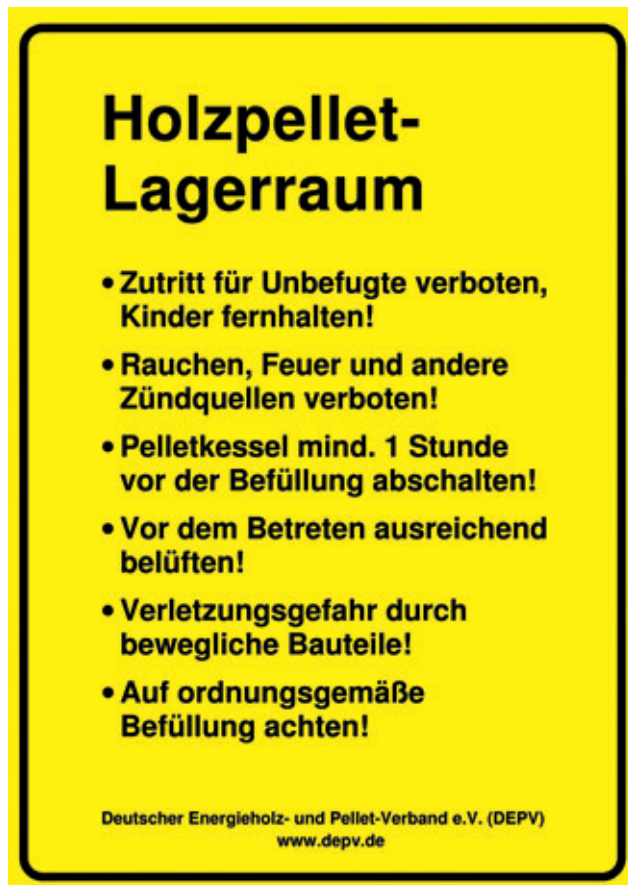 Holzpellet-
Lagerraum
• Zutritt für Unbefugte verboten,
Kinder fernhalten!
• Rauchen, Feuer und andere
Zündquellen verboten!
• Pelletkessel mind. 1 Stunde
vor der Befüllung abschalten!
• Vor dem Betreten ausreichend
belüften!
• Verletzungsgefahr durch
bewegliche Bauteile!
• Auf ordnungsgemäße
Befüllung achten!
Deutscher Energieholz- und Pellet-Verband e.V. (DEPV)
www.depv.de